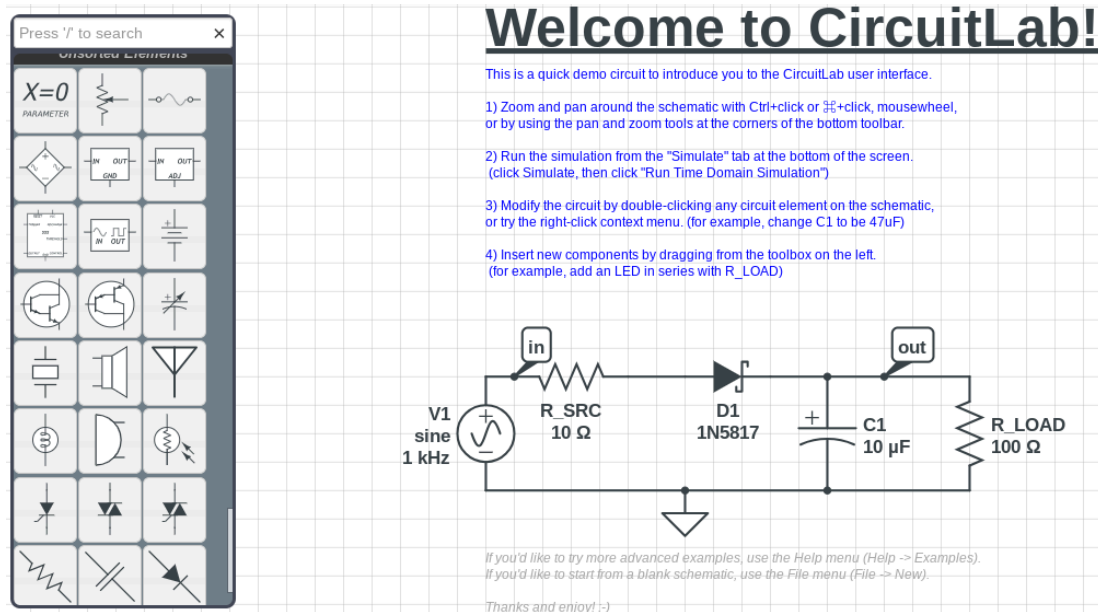 Press '/' to search ✕
Unsorted Elements
X=0
PARAMETER
IN OUT
GND
IN OUT
ADJ
IN OUT
Welcome to CircuitLab!
This is a quick demo circuit to introduce you to the CircuitLab user interface.
1) Zoom and pan around the schematic with Ctrl+click or ⌘+click, mousewheel,
or by using the pan and zoom tools at the corners of the bottom toolbar.
2) Run the simulation from the "Simulate" tab at the bottom of the screen.
(click Simulate, then click "Run Time Domain Simulation")
3) Modify the circuit by double-clicking any circuit element on the schematic,
or try the right-click context menu. (for example, change C1 to be 47uF)
4) Insert new components by dragging from the toolbox on the left.
(for example, add an LED in series with R_LOAD)
in
out
V1
sine
1 kHz
R_SRC
10 Ω
D1
1N5817
C1
10 µF
R_LOAD
100 Ω
If you'd like to try more advanced examples, use the Help menu (Help -> Examples).
If you'd like to start from a blank schematic, use the File menu (File -> New).
Thanks and enjoy! :-)